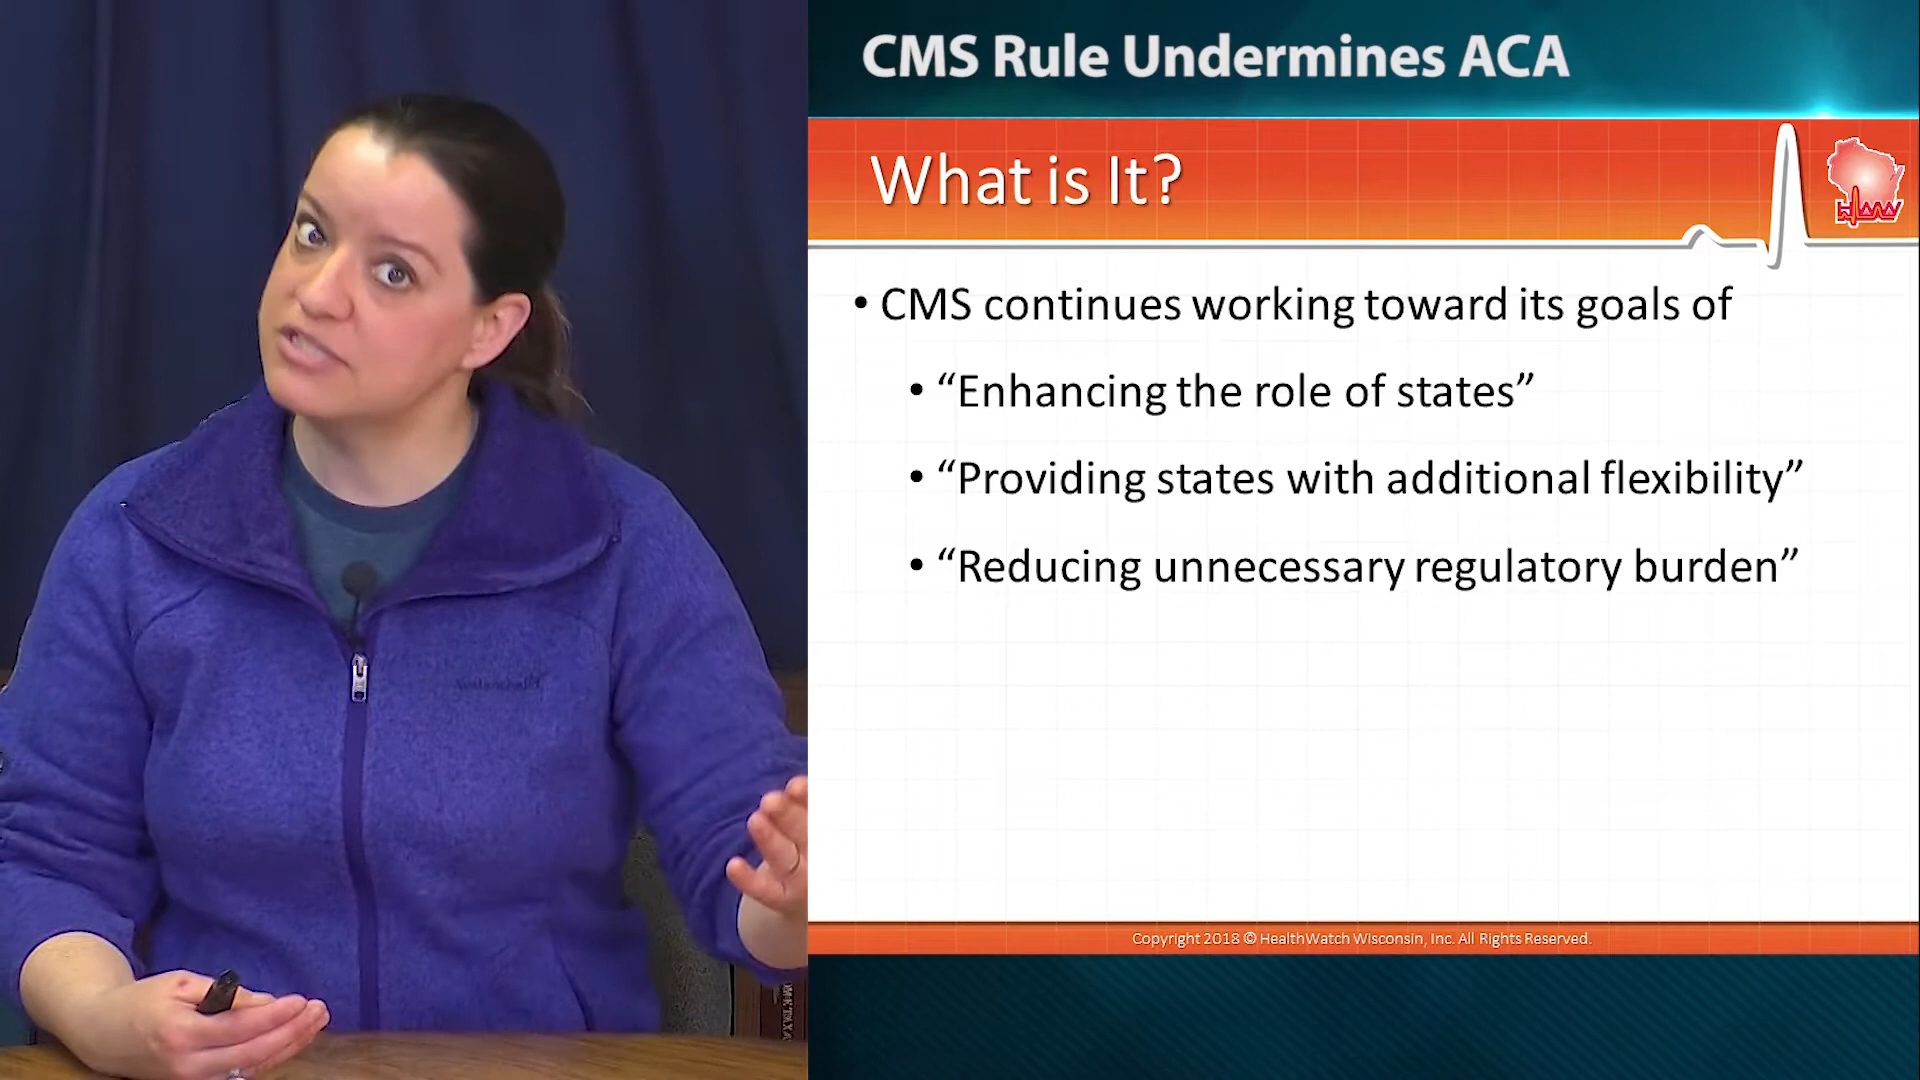 CMS Rule Undermines ACA
What is It?
• CMS continues working toward its goals of
• “Enhancing the role of states”
• “Providing states with additional flexibility”
• “Reducing unnecessary regulatory burden”
Copyright 2018 © HealthWatch Wisconsin, Inc. All Rights Reserved.